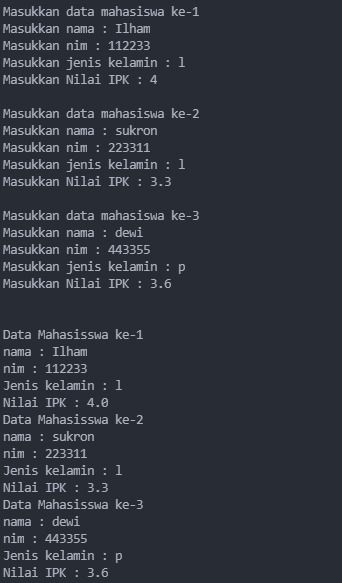 Masukkan data mahasiswa ke-1
Masukkan nama : Ilham
Masukkan nim : 112233
Masukkan jenis kelamin : l
Masukkan Nilai IPK : 4
Masukkan data mahasiswa ke-2
Masukkan nama : sukron
Masukkan nim : 223311
Masukkan jenis kelamin : l
Masukkan Nilai IPK : 3.3
Masukkan data mahasiswa ke-3
Masukkan nama : dewi
Masukkan nim : 443355
Masukkan jenis kelamin : p
Masukkan Nilai IPK : 3.6
Data Mahasisswa ke-1
nama : Ilham
nim : 112233
Jenis kelamin : l
Nilai IPK : 4.0
Data Mahasisswa ke-2
nama : sukron
nim : 223311
Jenis kelamin : l
Nilai IPK : 3.3
Data Mahasisswa ke-3
nama : dewi
nim : 443355
Jenis kelamin : p
Nilai IPK : 3.6